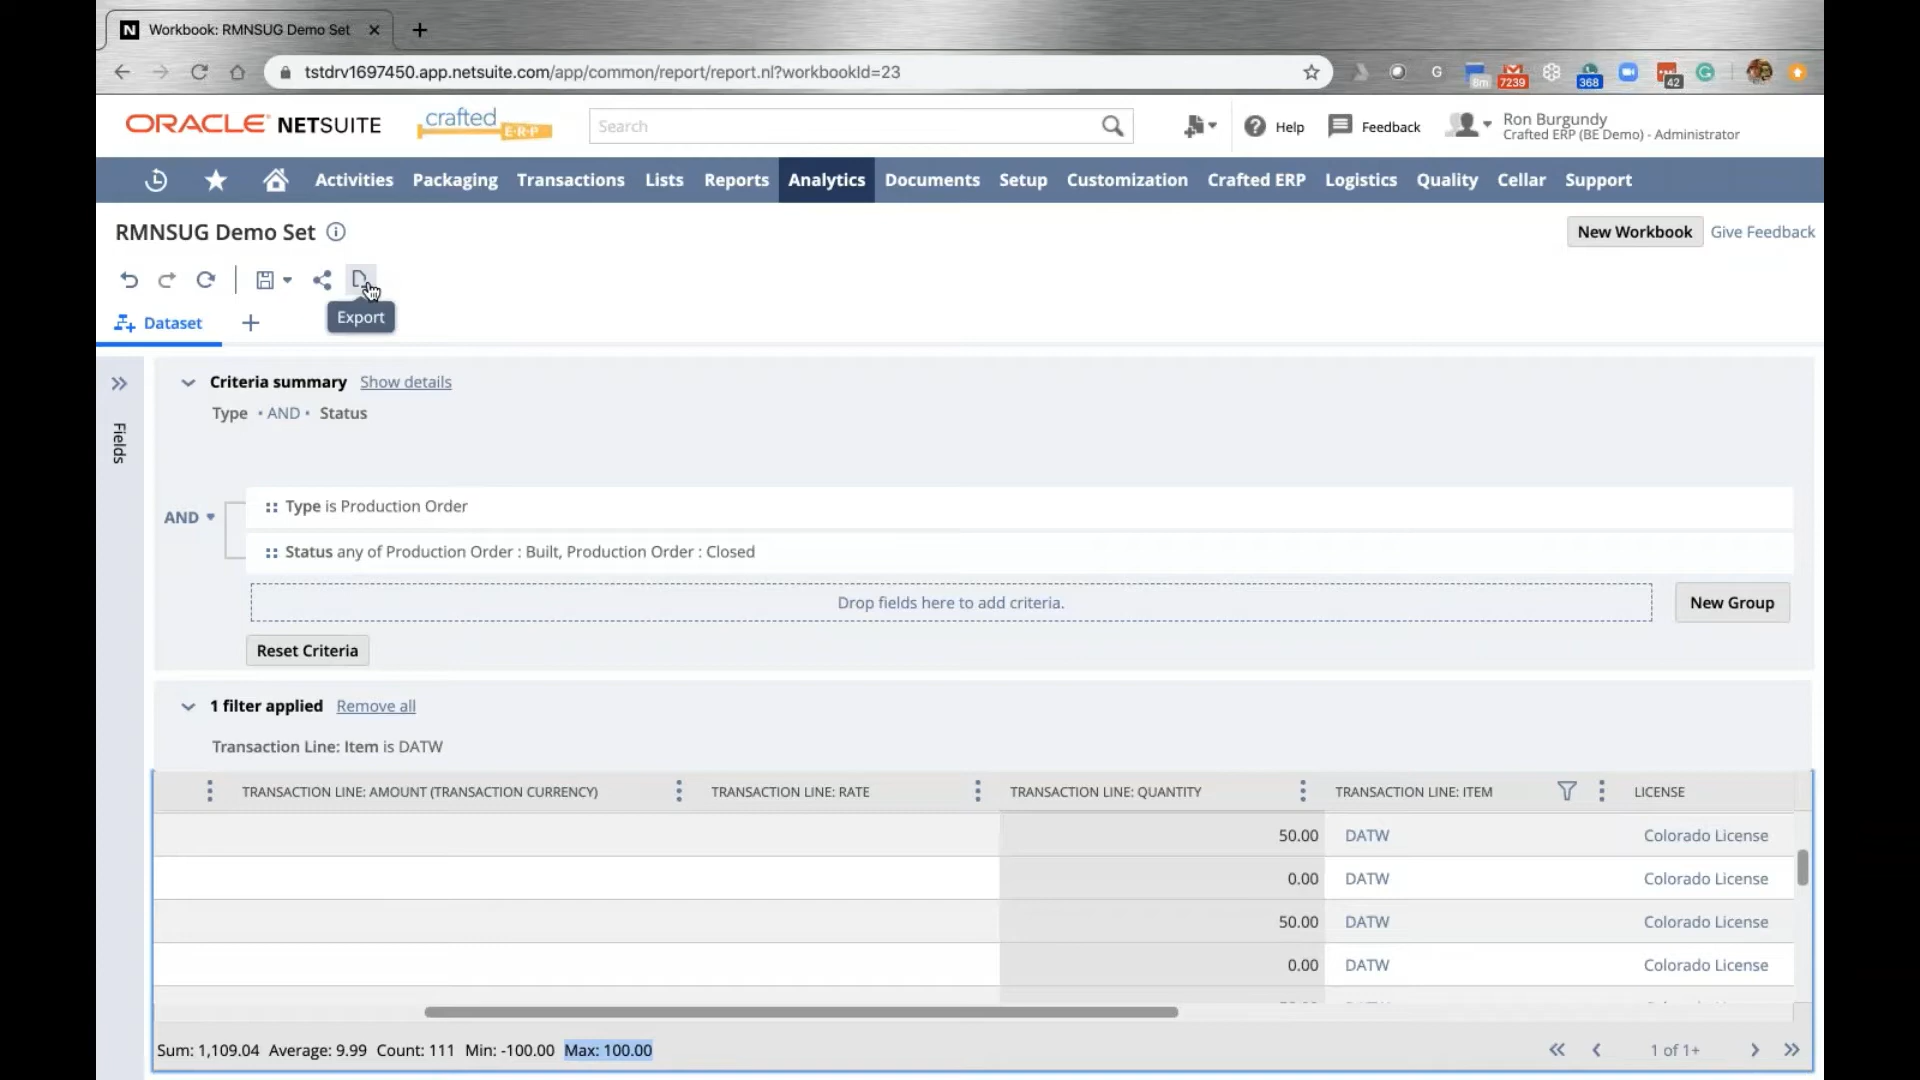 N Workbook: RMNSUG Demo Set
tstdrv1697450.app.netsuite.com/app/common/report/report.nl?workbookId=23
G 8m 7239 368 42
ORACLE NETSUITE crafted ERP Search Help Feedback Ron Burgundy
Crafted ERP (BE Demo) - Administrator
Activities Packaging Transactions Lists Reports Analytics Documents Setup Customization Crafted ERP Logistics Quality Cellar Support
RMNSUG Demo Set New Workbook Give Feedback
Export
Dataset
Fields
Criteria summary Show details
Type • AND • Status
AND
Type is Production Order
Status any of Production Order : Built, Production Order : Closed
Drop fields here to add criteria. New Group
Reset Criteria
1 filter applied Remove all
Transaction Line: Item is DATW
TRANSACTION LINE: AMOUNT (TRANSACTION CURRENCY) TRANSACTION LINE: RATE TRANSACTION LINE: QUANTITY TRANSACTION LINE: ITEM LICENSE
50.00 DATW Colorado License
0.00 DATW Colorado License
50.00 DATW Colorado License
0.00 DATW Colorado License
Sum: 1,109.04 Average: 9.99 Count: 111 Min: -100.00 Max: 100.00 1 of 1+